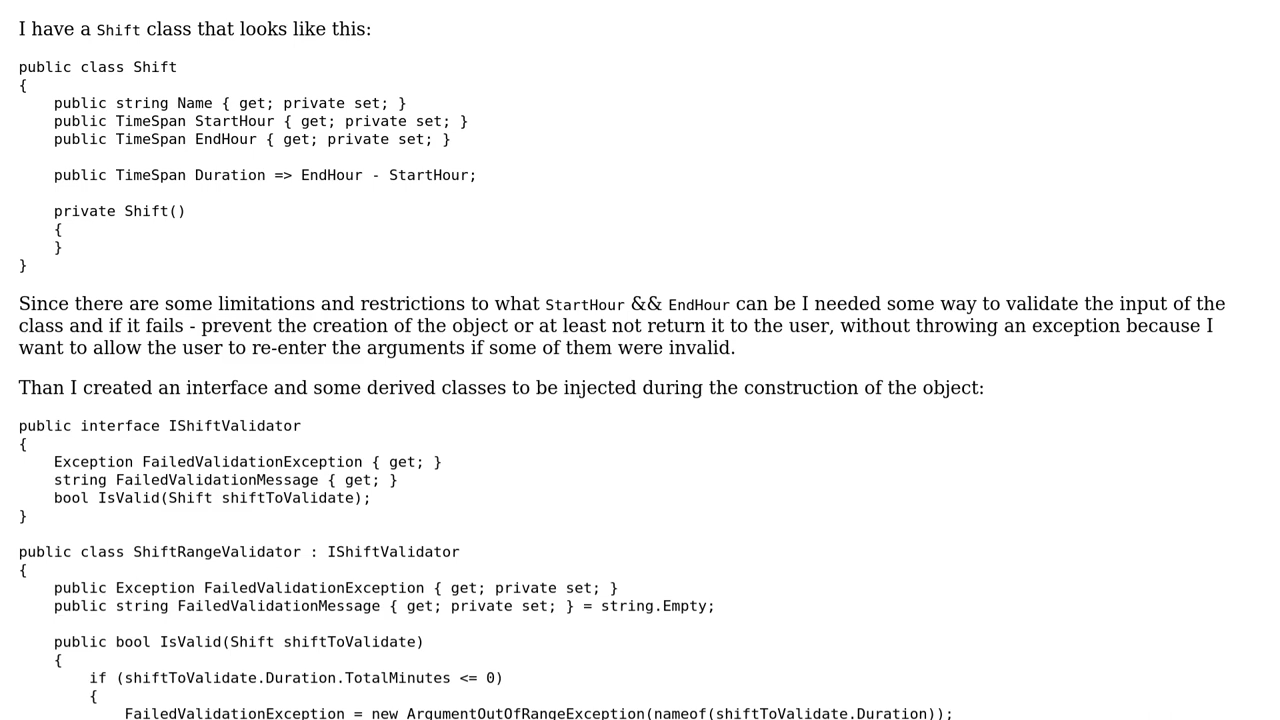 I have a Shift class that looks like this:
public class Shift
{
    public string Name { get; private set; }
    public TimeSpan StartHour { get; private set; }
    public TimeSpan EndHour { get; private set; }

    public TimeSpan Duration => EndHour - StartHour;

    private Shift()
    {
    }
}
Since there are some limitations and restrictions to what StartHour && EndHour can be I needed some way to validate the input of the
class and if it fails - prevent the creation of the object or at least not return it to the user, without throwing an exception because I
want to allow the user to re-enter the arguments if some of them were invalid.
Than I created an interface and some derived classes to be injected during the construction of the object:
public interface IShiftValidator
{
    Exception FailedValidationException { get; }
    string FailedValidationMessage { get; }
    bool IsValid(Shift shiftToValidate);
}

public class ShiftRangeValidator : IShiftValidator
{
    public Exception FailedValidationException { get; private set; }
    public string FailedValidationMessage { get; private set; } = string.Empty;

    public bool IsValid(Shift shiftToValidate)
    {
        if (shiftToValidate.Duration.TotalMinutes <= 0)
        {
            FailedValidationException = new ArgumentOutOfRangeException(nameof(shiftToValidate.Duration));